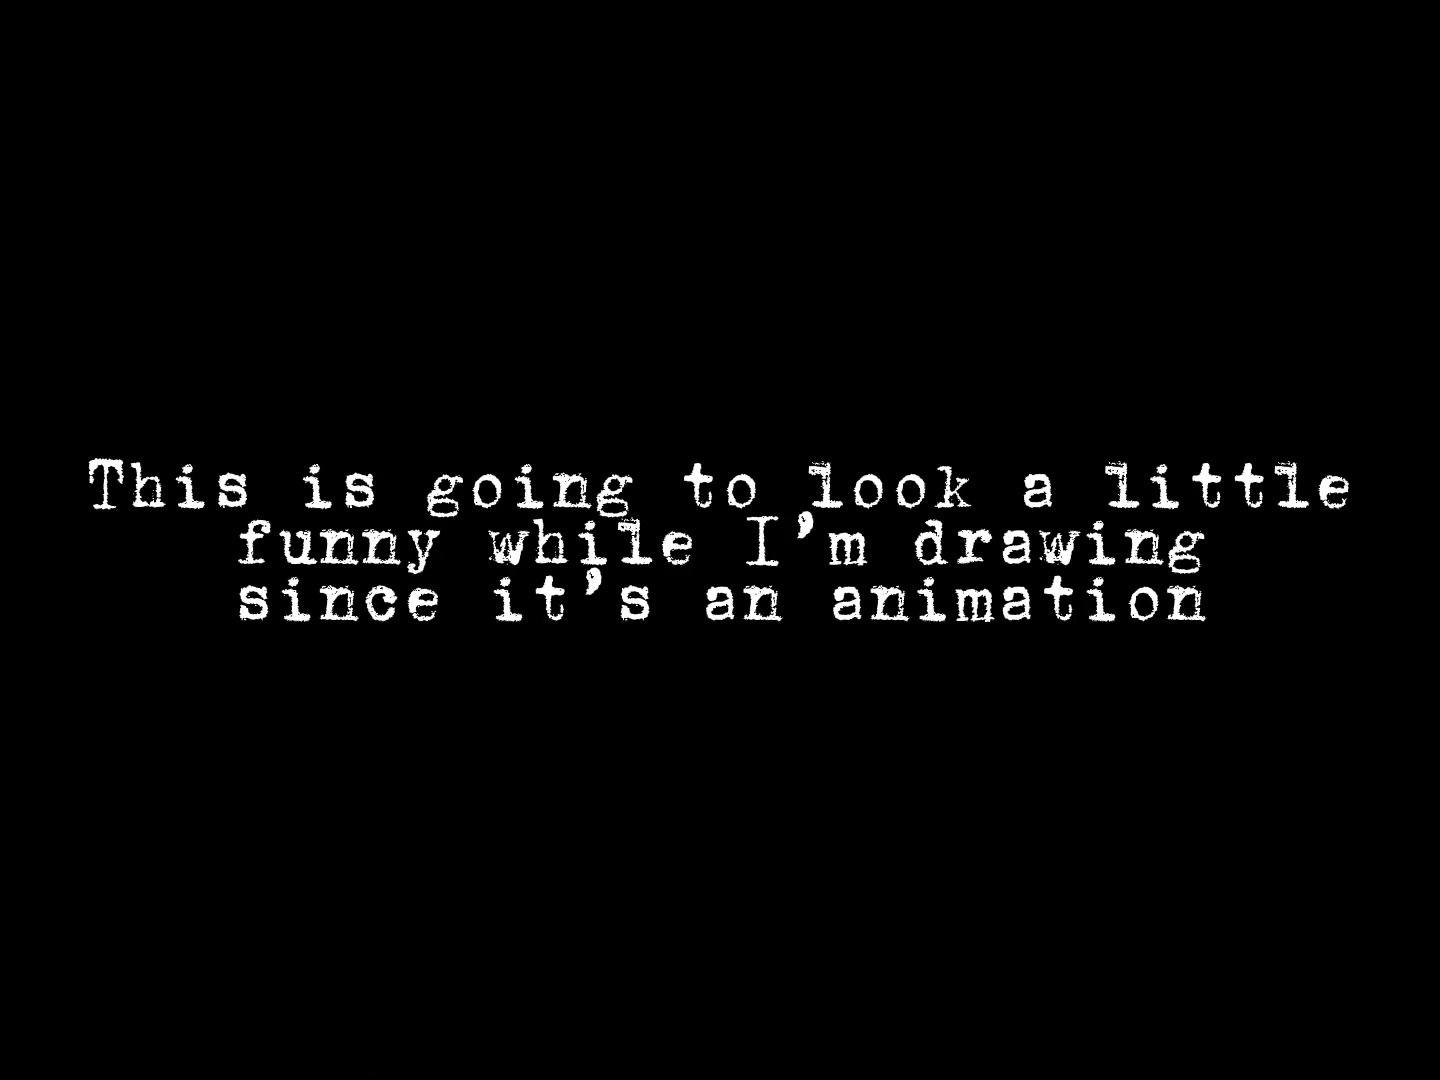 This is going to look a little
funny while I’m drawing
since it’s an animation